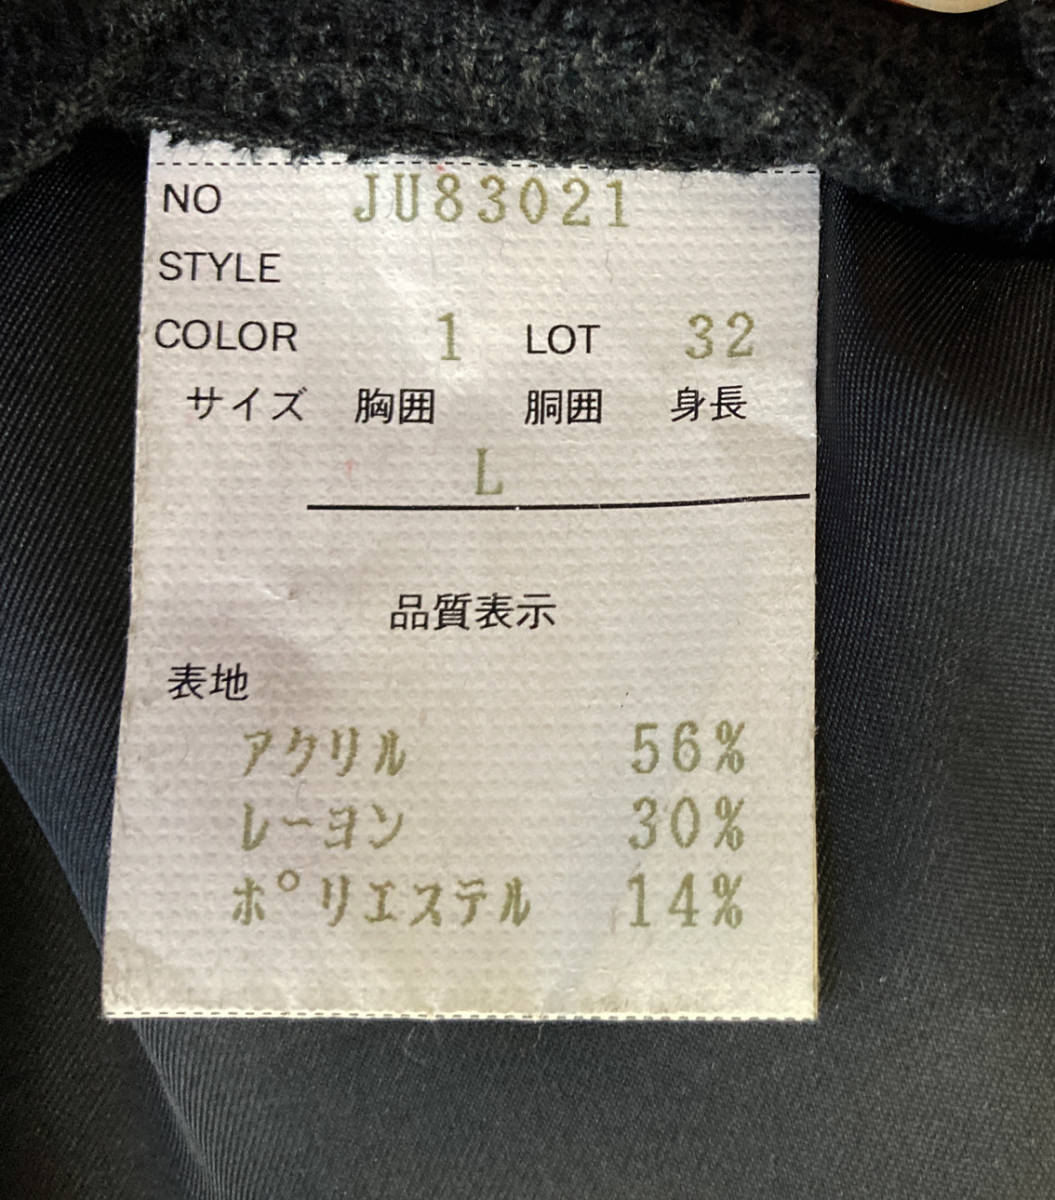 NO JU83021
STYLE
COLOR 1 LOT 32
サイズ 胸囲 胴囲 身長
L
品質表示
表地
アクリル 56%
レーヨン 30%
ポリエステル 14%